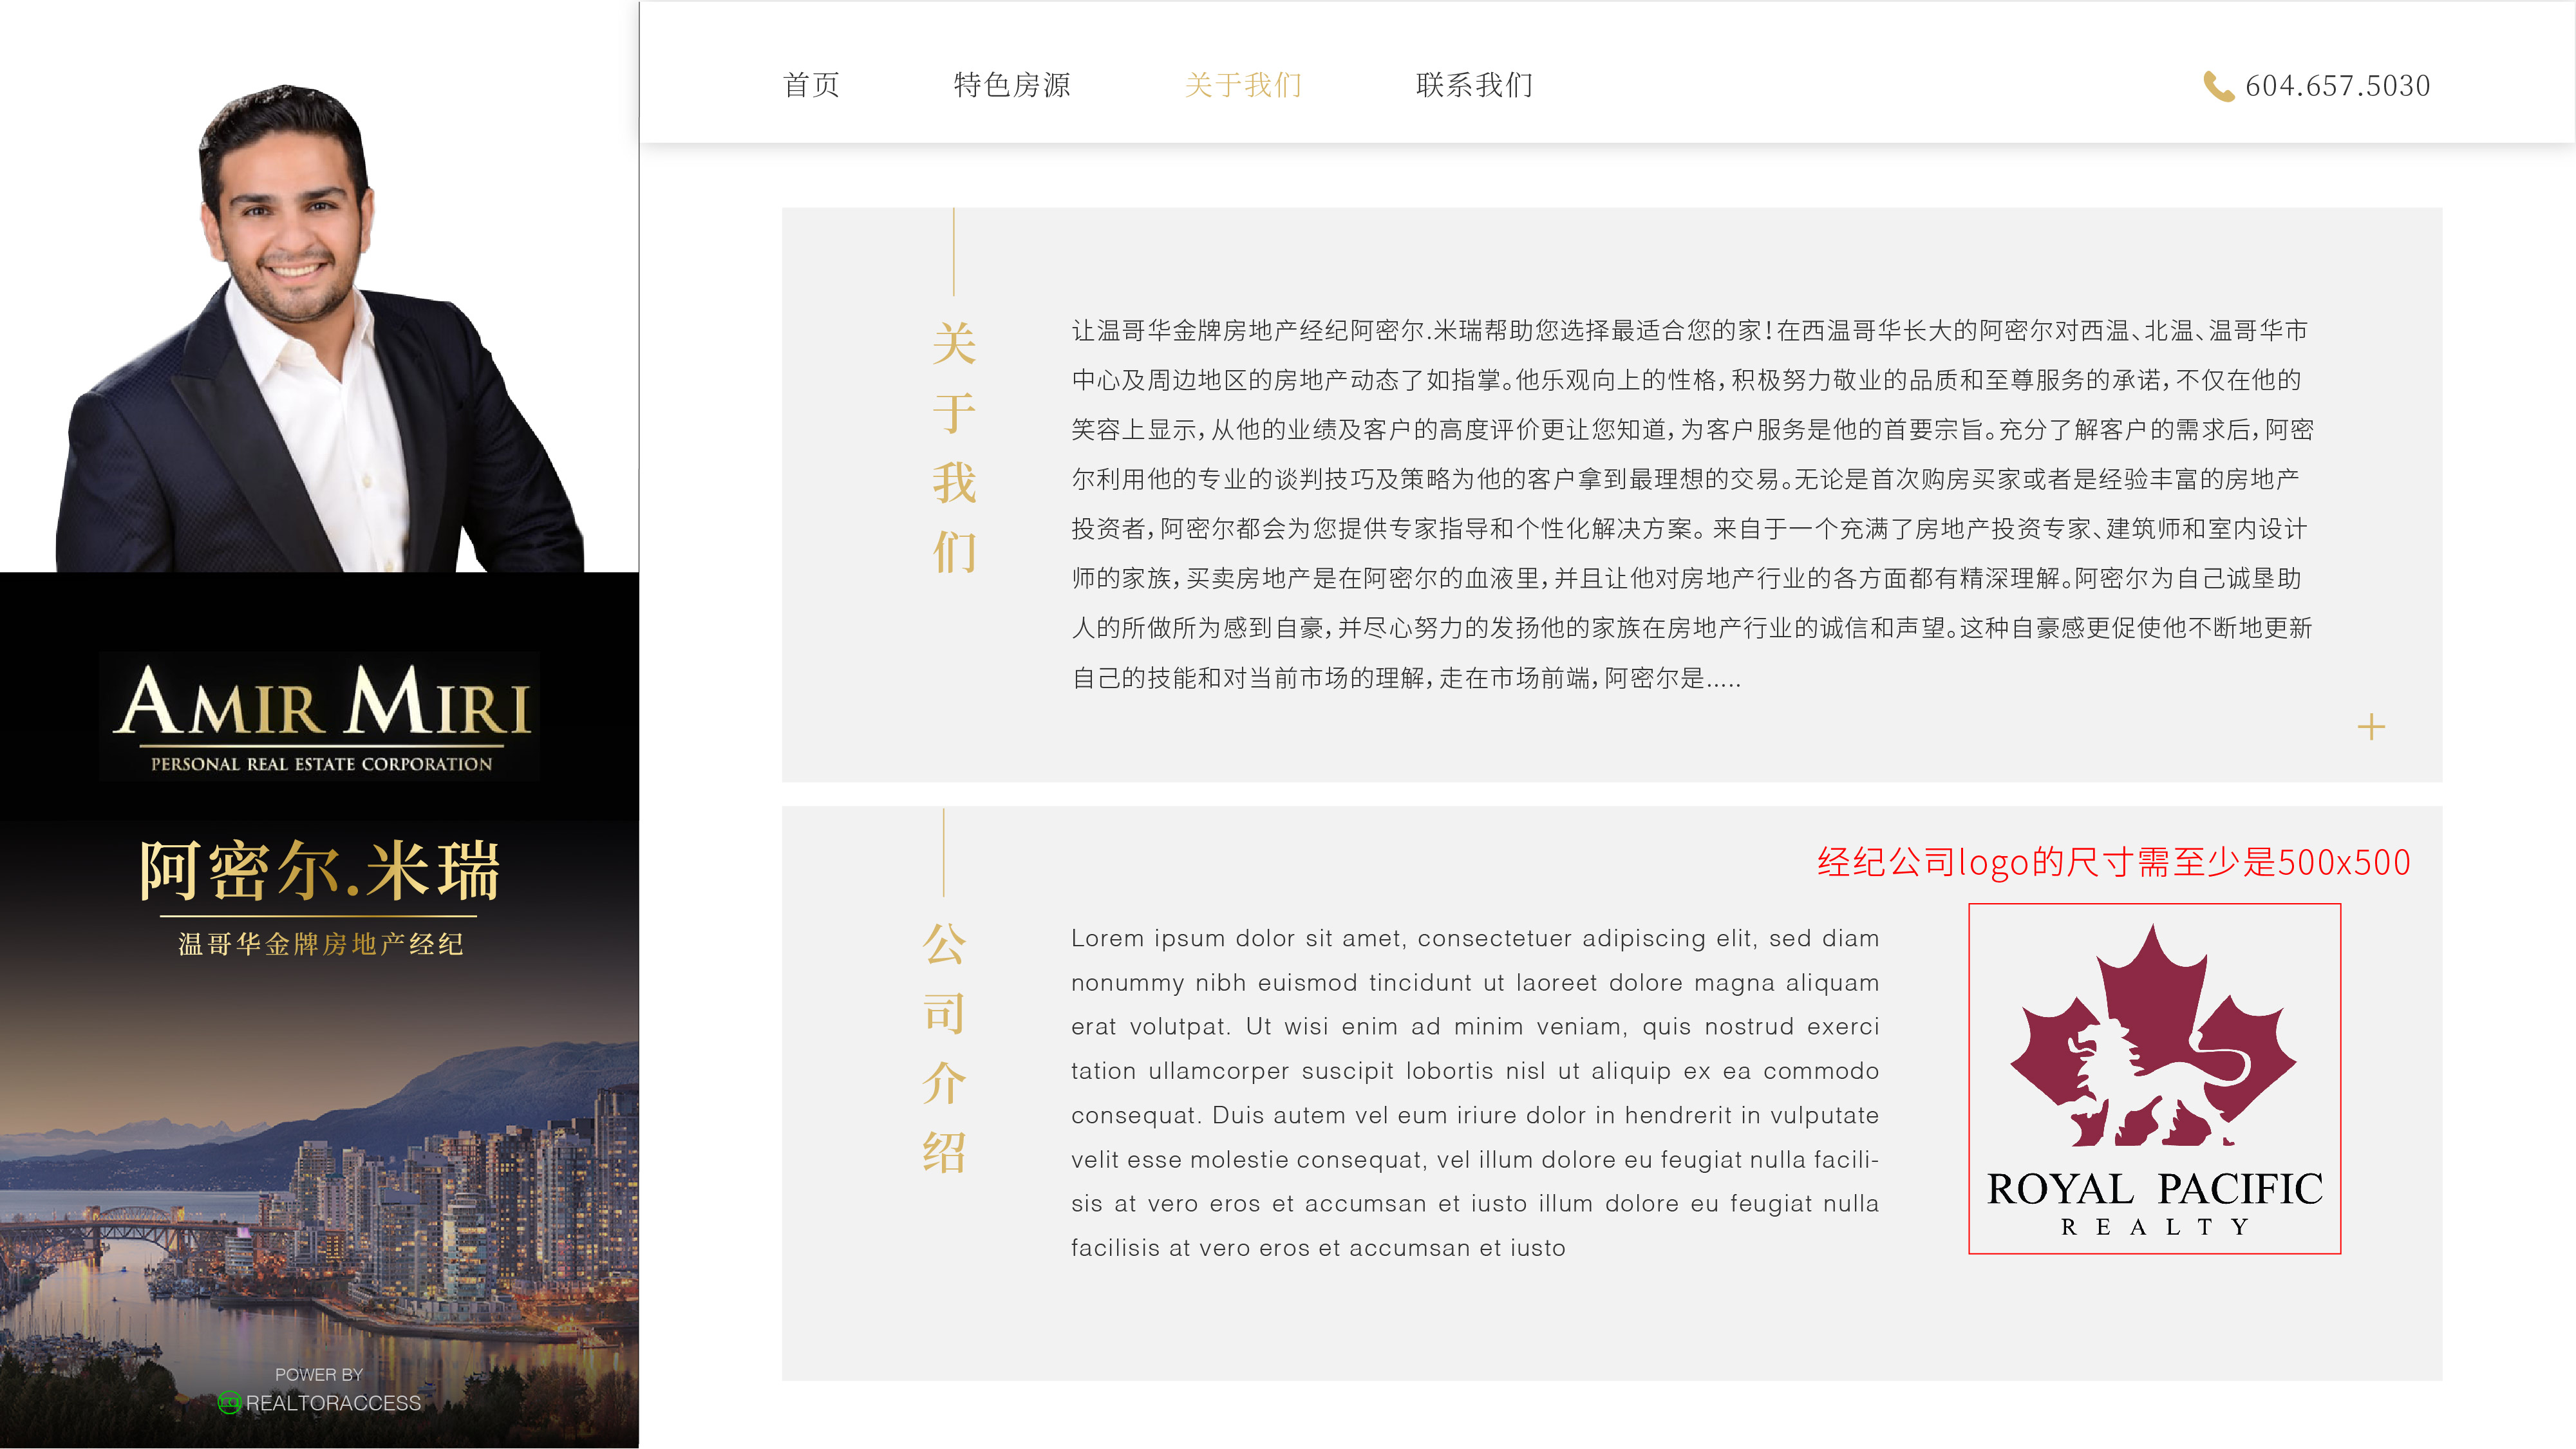 首页
特色房源
关于我们
联系我们
604.657.5030
AMIR MIRI
PERSONAL REAL ESTATE CORPORATION
阿密尔.米瑞
温哥华金牌房地产经纪
POWER BY
REALTORACCESS
关于我们
让温哥华金牌房地产经纪阿密尔.米瑞帮助您选择最适合您的家！在西温哥华长大的阿密尔对西温、北温、温哥华市
中心及周边地区的房地产动态了如指掌。他乐观向上的性格，积极努力敬业的品质和至尊服务的承诺，不仅在他的
笑容上显示，从他的业绩及客户的高度评价更让您知道，为客户服务是他的首要宗旨。充分了解客户的需求后，阿密
尔利用他的专业的谈判技巧及策略为他的客户拿到最理想的交易。无论是首次购房买家或者是经验丰富的房地产
投资者，阿密尔都会为您提供专家指导和个性化解决方案。 来自于一个充满了房地产投资专家、建筑师和室内设计
师的家族，买卖房地产是在阿密尔的血液里，并且让他对房地产行业的各方面都有精深理解。阿密尔为自己诚垦助
人的所做所为感到自豪，并尽心努力的发扬他的家族在房地产行业的诚信和声望。这种自豪感更促使他不断地更新
自己的技能和对当前市场的理解，走在市场前端，阿密尔是.....
+
公司介绍
经纪公司logo的尺寸需至少是500x500
Lorem ipsum dolor sit amet, consectetuer adipiscing elit, sed diam
nonummy nibh euismod tincidunt ut laoreet dolore magna aliquam
erat volutpat. Ut wisi enim ad minim veniam, quis nostrud exerci
tation ullamcorper suscipit lobortis nisl ut aliquip ex ea commodo
consequat. Duis autem vel eum iriure dolor in hendrerit in vulputate
velit esse molestie consequat, vel illum dolore eu feugiat nulla facili-
sis at vero eros et accumsan et iusto illum dolore eu feugiat nulla
facilisis at vero eros et accumsan et iusto
ROYAL PACIFIC
REALTY